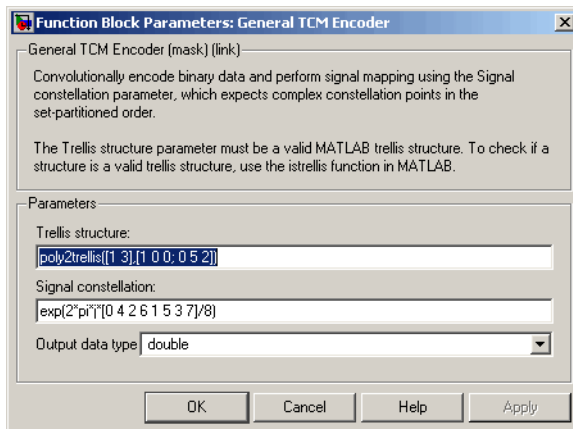 Function Block Parameters: General TCM Encoder
General TCM Encoder (mask) (link)
Convolutionally encode binary data and perform signal mapping using the Signal
constellation parameter, which expects complex constellation points in the
set-partitioned order.
The Trellis structure parameter must be a valid MATLAB trellis structure. To check if a
structure is a valid trellis structure, use the istrellis function in MATLAB.
Parameters
Trellis structure:
poly2trellis([1 3],[1 0 0; 0 5 2])
Signal constellation:
exp(2*pi*j*[0 4 2 6 1 5 3 7]/8)
Output data type double
OK Cancel Help Apply